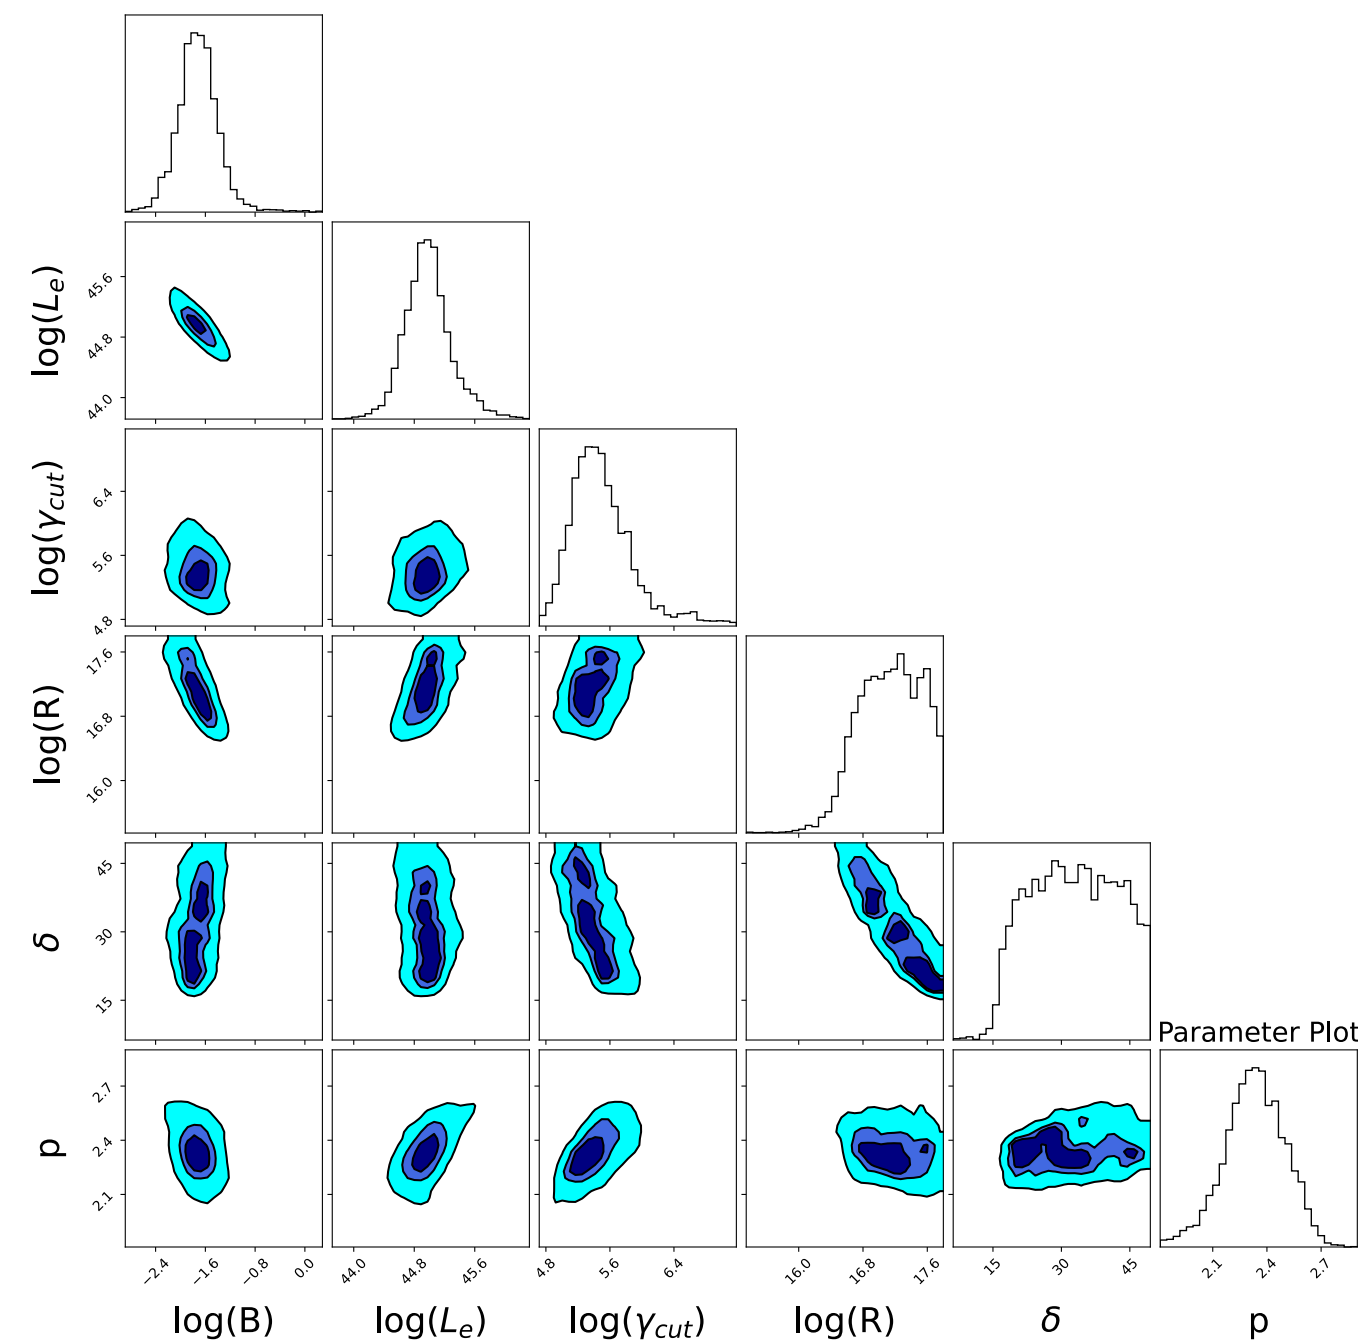 log(L_e)
45.6
44.8
44.0
log(γ_cut)
6.4
5.6
4.8
log(R)
17.6
16.8
16.0
δ
45
30
15
Parameter Plot
p
2.7
2.4
2.1
−2.4 −1.6 −0.8 0.0 44.0 44.8 45.6 4.8 5.6 6.4 16.0 16.8 17.6 15 30 45 2.1 2.4 2.7
log(B) log(L_e) log(γ_cut) log(R) δ p